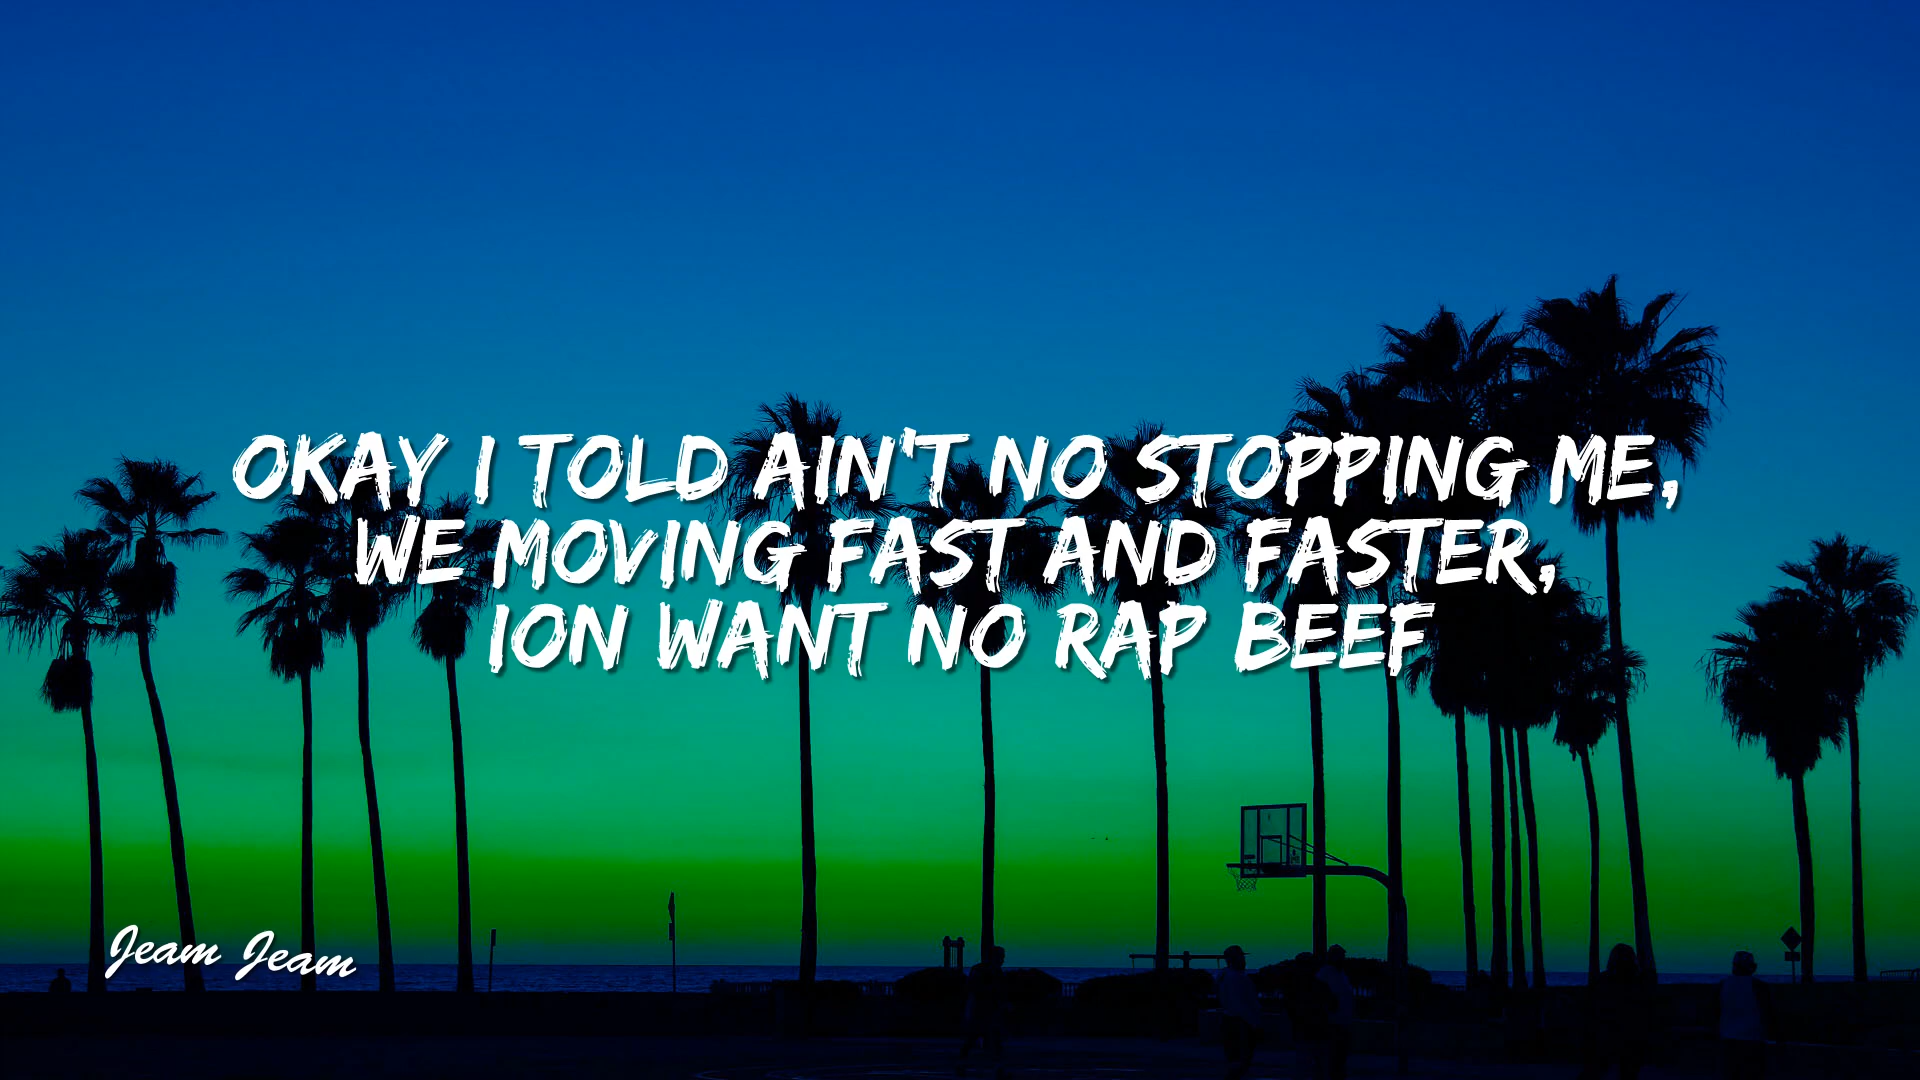 OKAY I TOLD AIN'T NO STOPPING ME,
WE MOVING FAST AND FASTER,
ION WANT NO RAP BEEF
Jeam Jeam